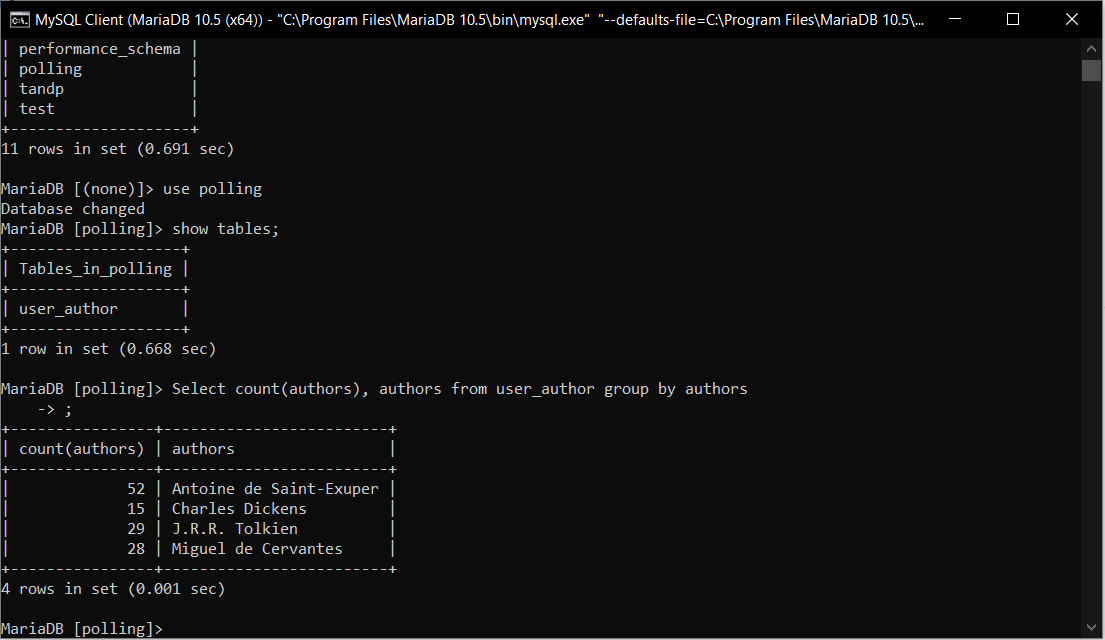 MySQL Client (MariaDB 10.5 (x64)) - "C:\Program Files\MariaDB 10.5\bin\mysql.exe"  "--defaults-file=C:\Program Files\MariaDB 10.5\...
| performance_schema |
| polling            |
| tandp              |
| test               |
+--------------------+
11 rows in set (0.691 sec)
MariaDB [(none)]> use polling
Database changed
MariaDB [polling]> show tables;
+-------------------+
| Tables_in_polling |
+-------------------+
| user_author       |
+-------------------+
1 row in set (0.668 sec)
MariaDB [polling]> Select count(authors), authors from user_author group by authors
    -> ;
+----------------+-------------------------+
| count(authors) | authors                 |
+----------------+-------------------------+
|             52 | Antoine de Saint-Exuper |
|             15 | Charles Dickens         |
|             29 | J.R.R. Tolkien          |
|             28 | Miguel de Cervantes     |
+----------------+-------------------------+
4 rows in set (0.001 sec)
MariaDB [polling]>